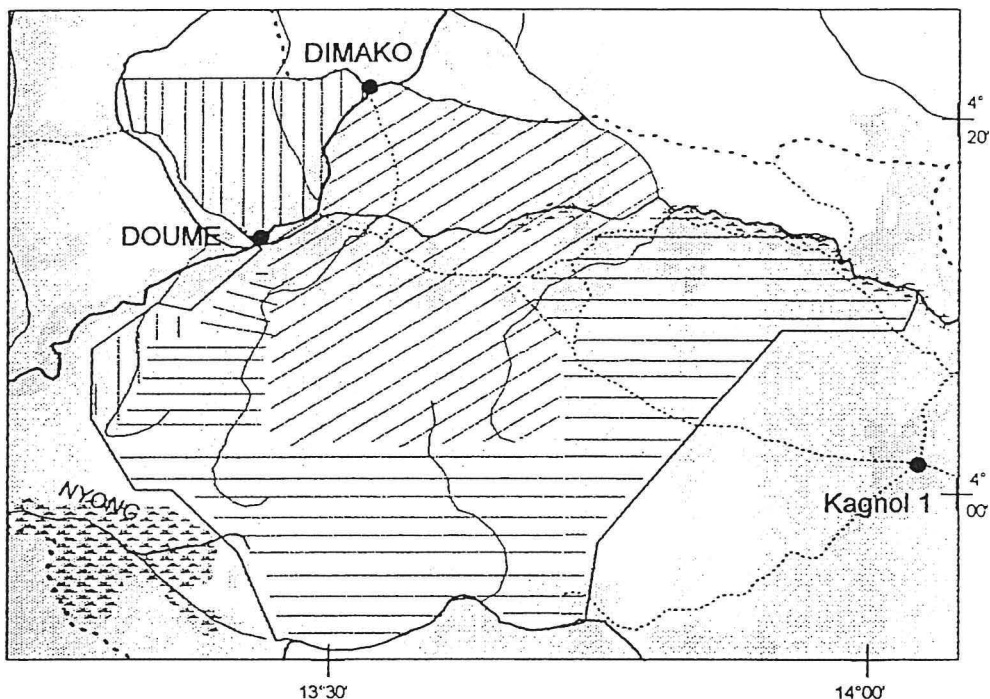 DIMAKO
4°
20'
DOUME
NYONG
4°
00'
Kagnol 1
13°30'
14°00'